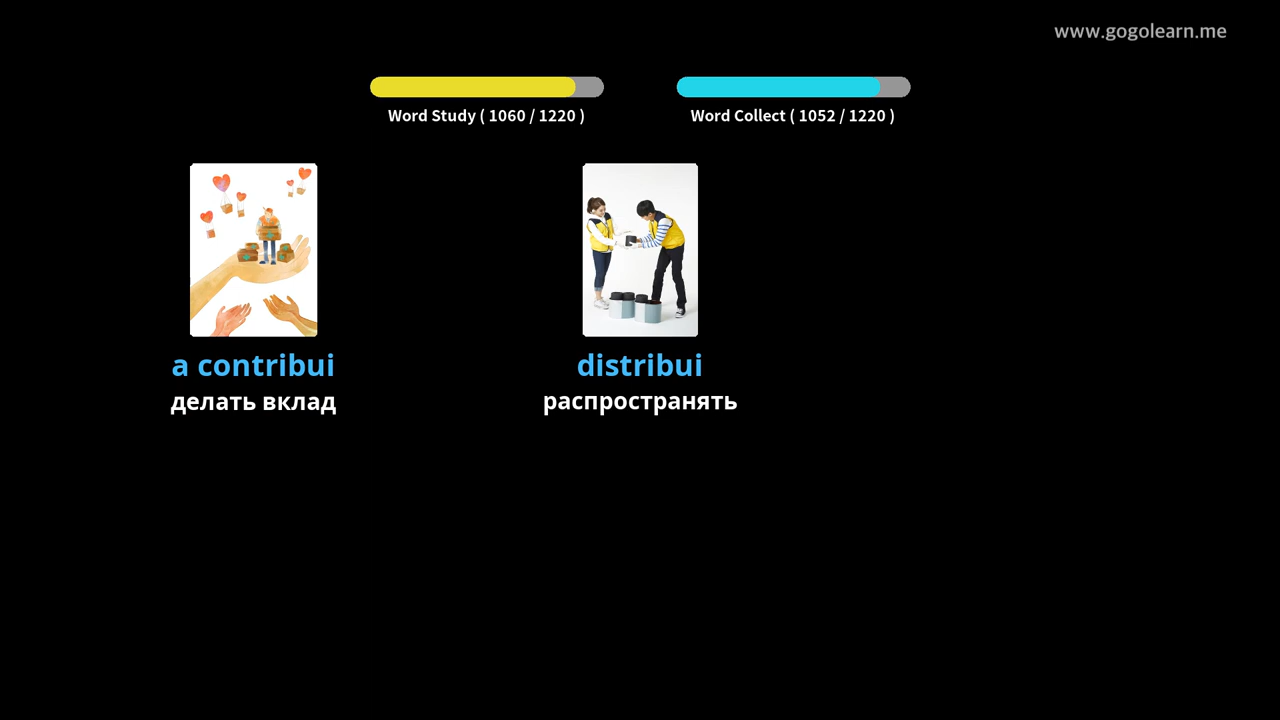 www.gogolearn.me
Word Study ( 1060 / 1220 )
Word Collect ( 1052 / 1220 )
a contribui
делать вклад
distribui
распространять